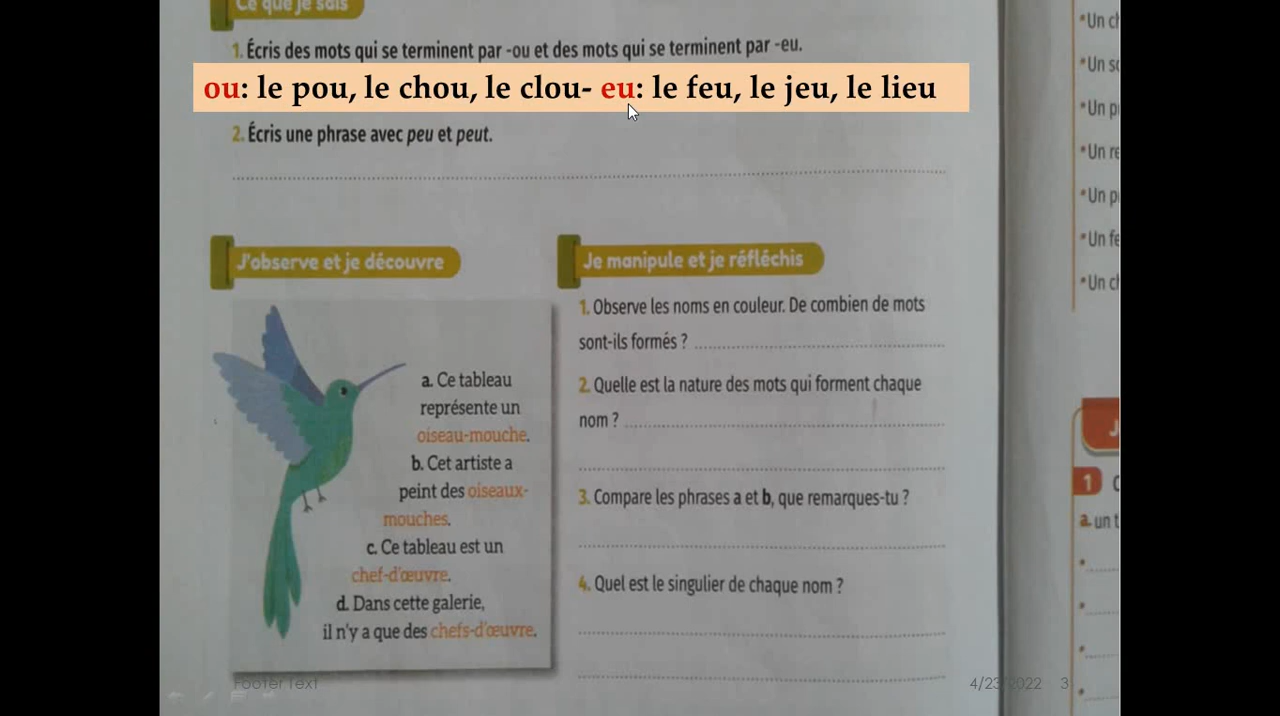 Ce que je sais
1. Écris des mots qui se terminent par -ou et des mots qui se terminent par -eu.
ou: le pou, le chou, le clou- eu: le feu, le jeu, le lieu
2. Écris une phrase avec peu et peut.
J'observe et je découvre
a. Ce tableau
représente un
oiseau-mouche.
b. Cet artiste a
peint des oiseaux-
mouches.
c. Ce tableau est un
chef-d'œuvre.
d. Dans cette galerie,
il n'y a que des chefs-d'œuvre.
Je manipule et je réfléchis
1. Observe les noms en couleur. De combien de mots
sont-ils formés ?
2. Quelle est la nature des mots qui forment chaque
nom ?
3. Compare les phrases a et b, que remarques-tu ?
4. Quel est le singulier de chaque nom ?
*Un
*Un
*Un
*Un
*Un
*Un
*Un
1
a. un
Footer Text
4/23/2022
3